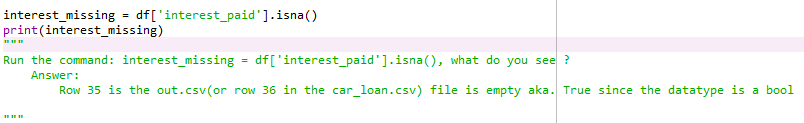 interest_missing = df['interest_paid'].isna()
print(interest_missing)
"""
Run the command: interest_missing = df['interest_paid'].isna(), what do you see ?
    Answer:
        Row 35 is the out.csv(or row 36 in the car_loan.csv) file is empty aka. True since the datatype is a bool
"""